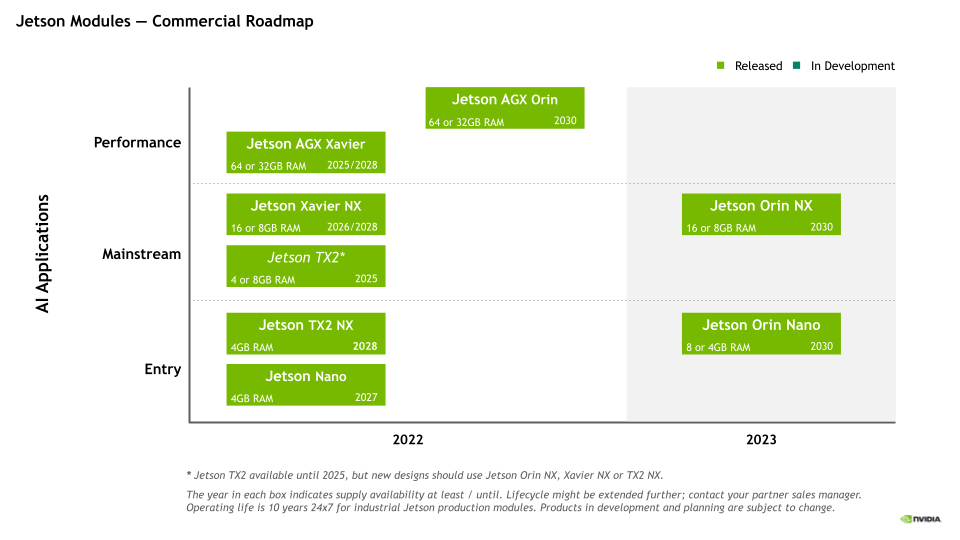 Jetson Modules — Commercial Roadmap
Released
In Development
Jetson AGX Orin
64 or 32GB RAM
2030
Performance
Jetson AGX Xavier
64 or 32GB RAM
2025/2028
Jetson Xavier NX
16 or 8GB RAM
2026/2028
Jetson Orin NX
16 or 8GB RAM
2030
AI Applications
Mainstream
Jetson TX2*
4 or 8GB RAM
2025
Jetson TX2 NX
4GB RAM
2028
Jetson Orin Nano
8 or 4GB RAM
2030
Entry
Jetson Nano
4GB RAM
2027
2022
2023
* Jetson TX2 available until 2025, but new designs should use Jetson Orin NX, Xavier NX or TX2 NX.
The year in each box indicates supply availability at least / until. Lifecycle might be extended further; contact your partner sales manager.
Operating life is 10 years 24x7 for industrial Jetson production modules. Products in development and planning are subject to change.
NVIDIA